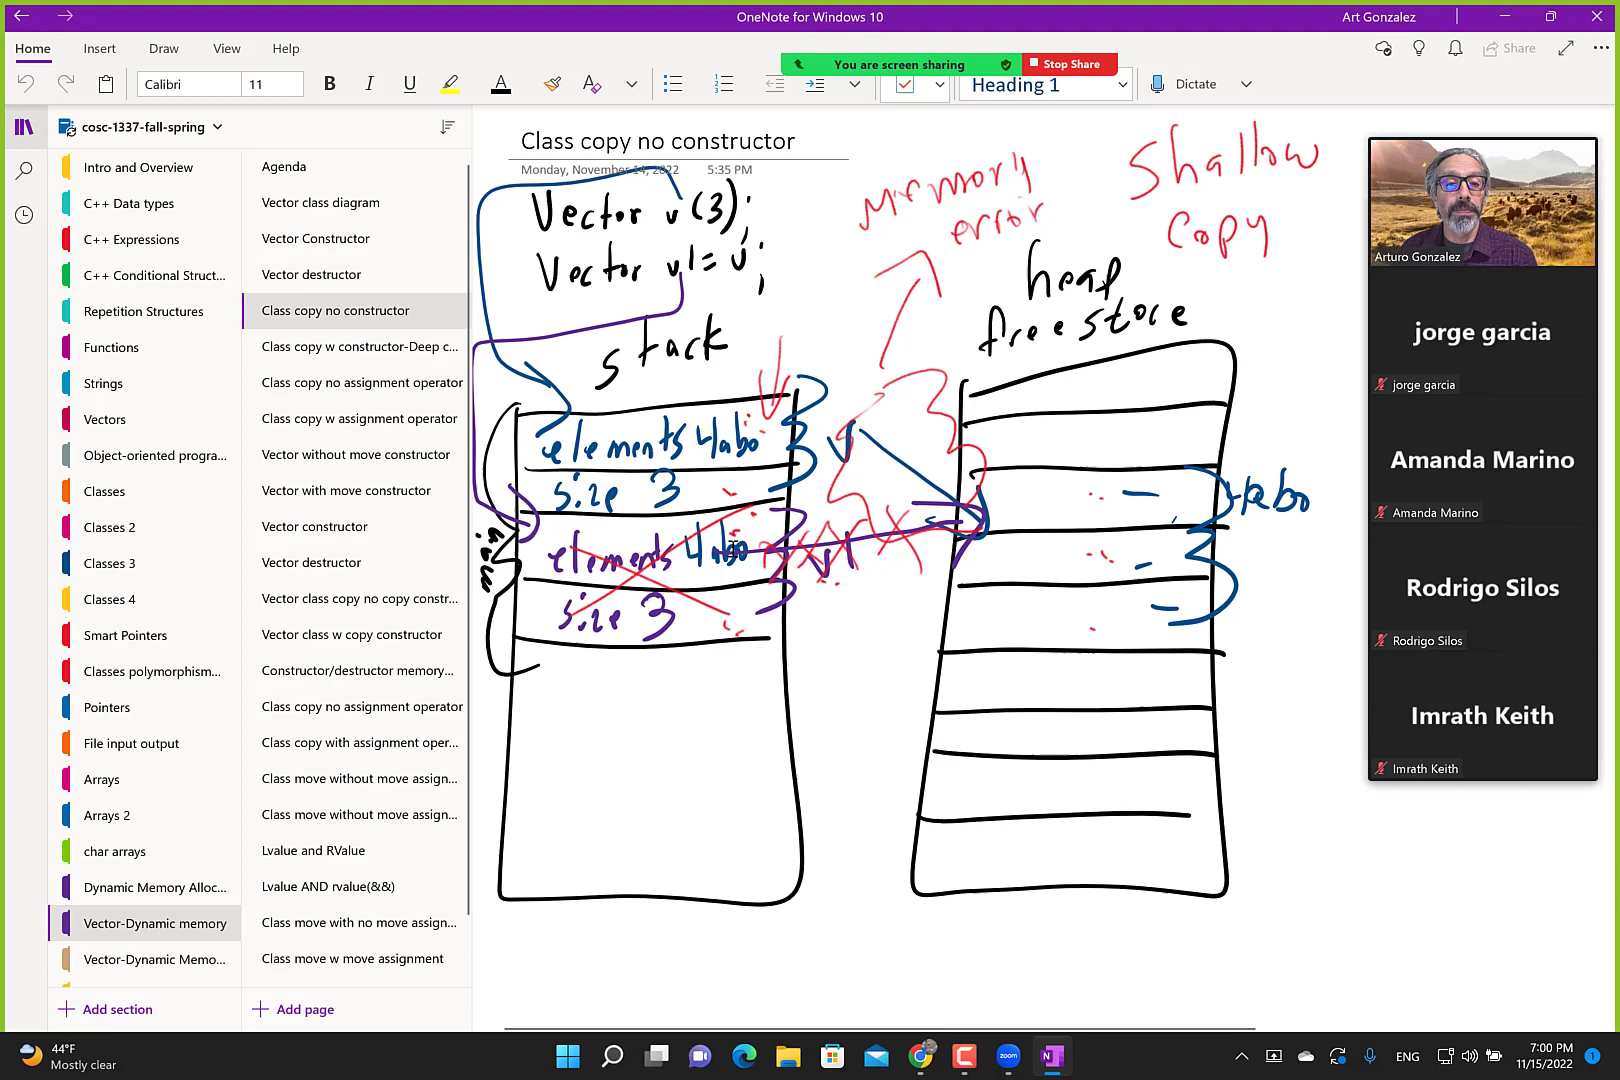 OneNote for Windows 10
Art Gonzalez
Home
Insert
Draw
View
Help
Share
You are screen sharing
Stop Share
Calibri
11
B
I
U
A
A
Heading 1
Dictate
cosc-1337-fall-spring
Intro and Overview
C++ Data types
C++ Expressions
C++ Conditional Struct...
Repetition Structures
Functions
Strings
Vectors
Object-oriented progra...
Classes
Classes 2
Classes 3
Classes 4
Smart Pointers
Classes polymorphism...
Pointers
File input output
Arrays
Arrays 2
char arrays
Dynamic Memory Alloc...
Vector-Dynamic memory
Vector-Dynamic Memo...
Add section
Agenda
Vector class diagram
Vector Constructor
Vector destructor
Class copy no constructor
Class copy w constructor-Deep c...
Class copy no assignment operator
Class copy w assignment operator
Vector without move constructor
Vector with move constructor
Vector constructor
Vector destructor
Vector class copy no copy constr...
Vector class w copy constructor
Constructor/destructor memory...
Class copy no assignment operator
Class copy with assignment oper...
Class move without move assign...
Class move without move assign...
Lvalue and RValue
Lvalue AND rvalue(&&)
Class move with no move assign...
Class move w move assignment
Add page
Class copy no constructor
Monday, November 14, 2022
5:35 PM
Vector v(3);
Vector v1 = v;
Memory
error
Shallow
Copy
stack
heap
free store
elements 4abo
size 3
v
elements 4abo
size 3
v1
4abo
Arturo Gonzalez
jorge garcia
jorge garcia
Amanda Marino
Amanda Marino
Rodrigo Silos
Rodrigo Silos
Imrath Keith
Imrath Keith
44°F
Mostly clear
zoom
N
ENG
7:00 PM
11/15/2022
1